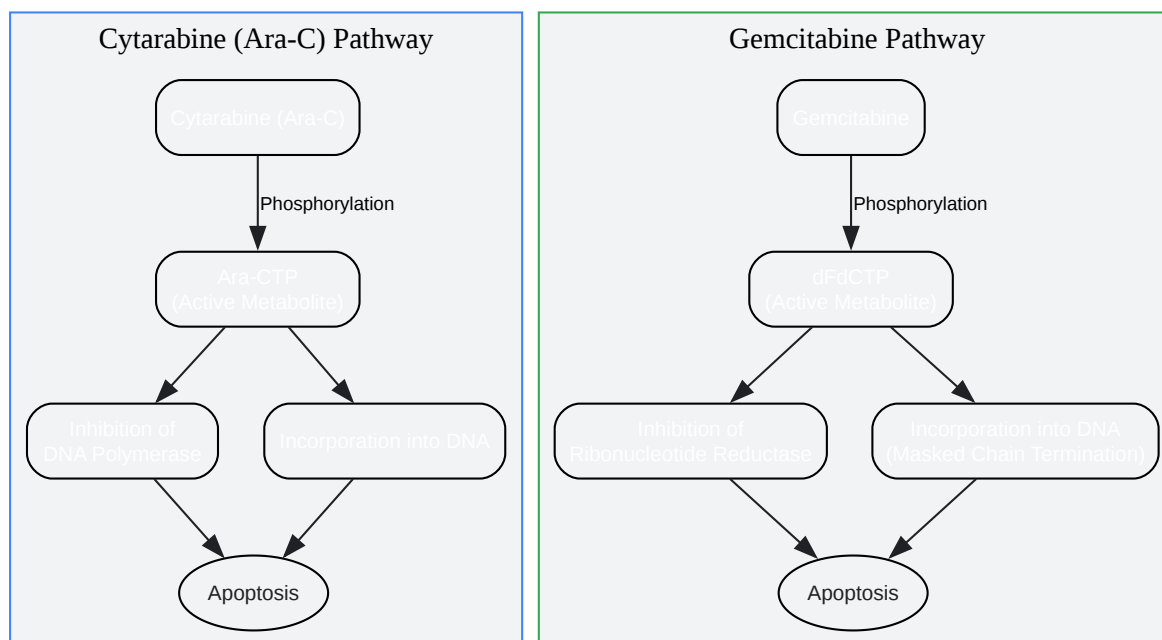 Cytarabine (Ara-C) Pathway
Cytarabine (Ara-C)
Phosphorylation
Ara-CTP
(Active Metabolite)
Inhibition of
DNA Polymerase
Incorporation into DNA
Apoptosis
Gemcitabine Pathway
Gemcitabine
Phosphorylation
dFdCTP
(Active Metabolite)
Inhibition of
Ribonucleotide Reductase
Incorporation into DNA
(Masked Chain Termination)
Apoptosis